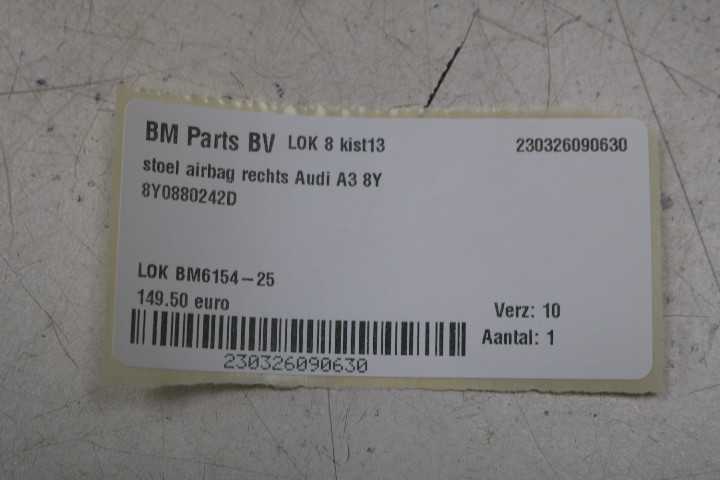 BM Parts BV LOK 8 kist13 230326090630
stoel airbag rechts Audi A3 8Y
8Y0880242D
LOK BM6154-25
149.50 euro
Verz: 10
Aantal: 1
230326090630